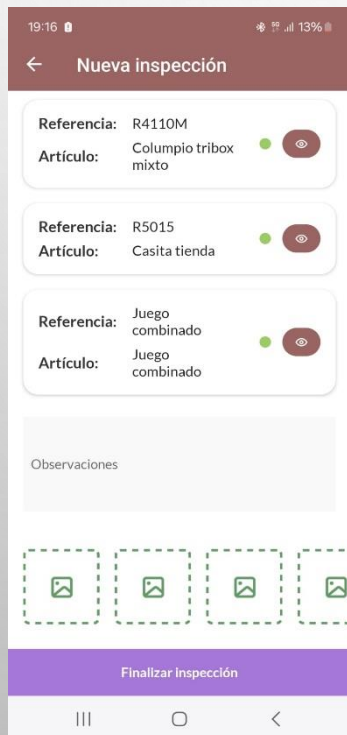 19:16
5G 13%
Nueva inspección
Referencia: R4110M
Artículo: Columpio tribox
mixto
Referencia: R5015
Artículo: Casita tienda
Referencia: Juego
combinado
Artículo: Juego
combinado
Observaciones
Finalizar inspección